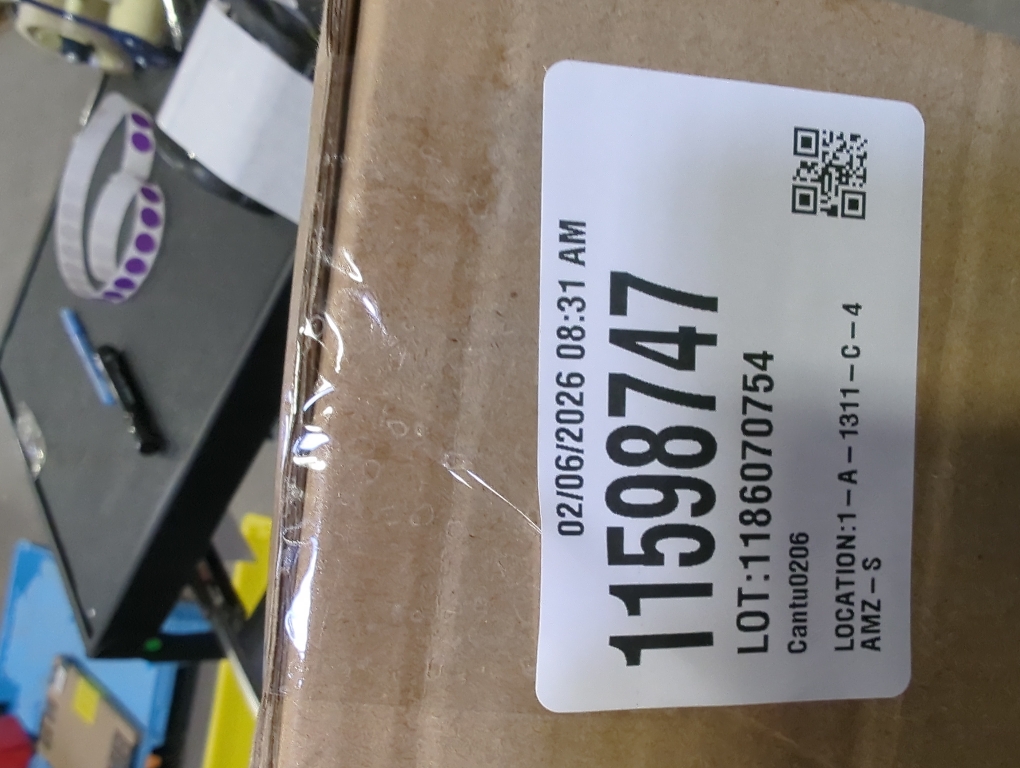 02/06/2026 08:31 AM
11598747
LOT:1186070754
Cantu0206
LOCATION:1-A-1311-C-4
AMZ-S